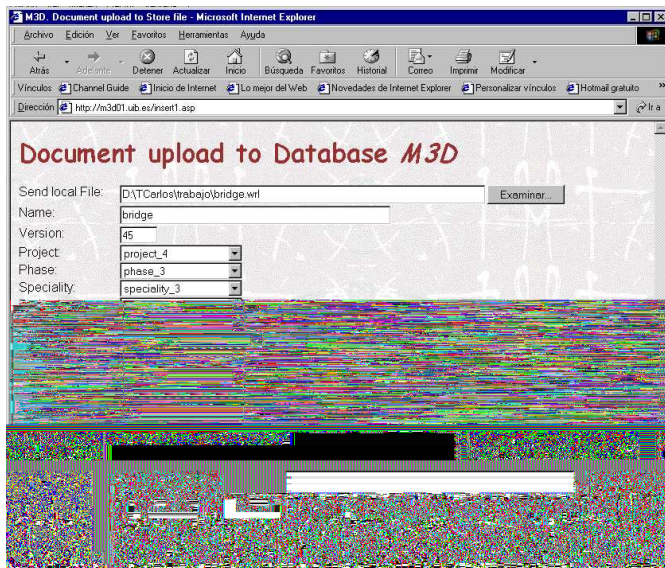 M3D. Document upload to Store file - Microsoft Internet Explorer
Archivo Edición Ver Favoritos Herramientas Ayuda
Atrás Adelante Detener Actualizar Inicio Búsqueda Favoritos Historial Correo Imprimir Modificar
Vínculos Channel Guide Inicio de Internet Lo mejor del Web Novedades de Internet Explorer Personalizar vínculos Hotmail gratuito »
Dirección http://m3d01.uib.es/insert1.asp Ir a
Document upload to Database M3D
Send local File: D:\TCarlos\trabajo\bridge.wrl Examinar...
Name: bridge
Version: 45
Project: project_4
Phase: phase_3
Speciality: speciality_3